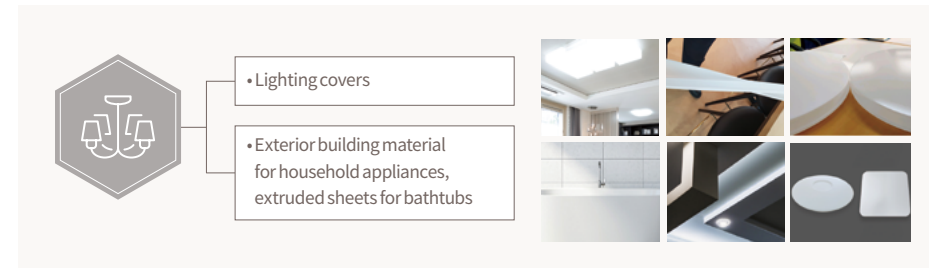 • Lighting covers
• Exterior building material
for household appliances,
extruded sheets for bathtubs